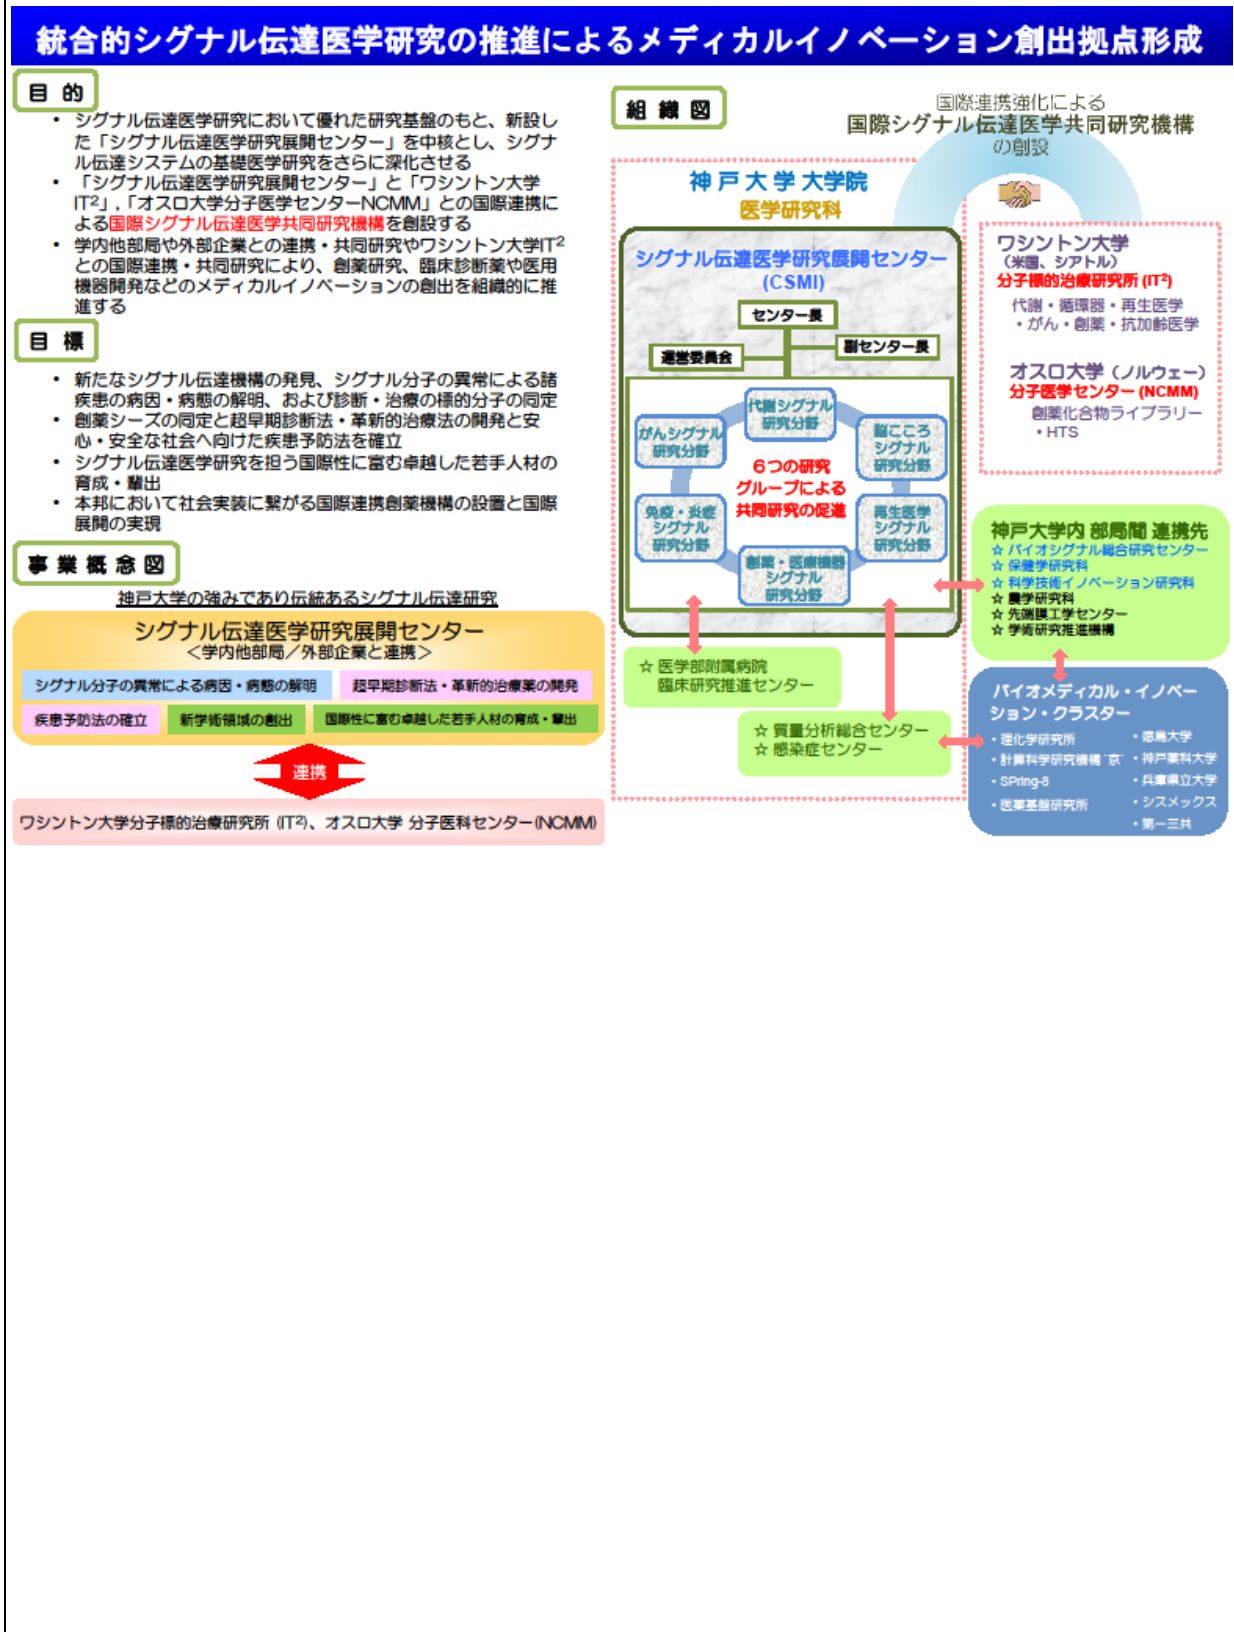 統合的シグナル伝達医学研究の推進によるメディカルイノベーション創出拠点形成
目 的
• シグナル伝達医学研究において優れた研究基盤のもと、新設し
た「シグナル伝達医学研究展開センター」を中核とし、シグナ
ル伝達システムの基礎医学研究をさらに深化させる
• 「シグナル伝達医学研究展開センター」と「ワシントン大学
IT²」,「オスロ大学分子医学センターNCMM」との国際連携に
よる国際シグナル伝達医学共同研究機構を創設する
• 学内他部局や外部企業との連携・共同研究やワシントン大学IT²
との国際連携・共同研究により、創薬研究、臨床診断薬や医用
機器開発などのメディカルイノベーションの創出を組織的に推
進する
目 標
• 新たなシグナル伝達機構の発見、シグナル分子の異常による諸
疾患の病因・病態の解明、および診断・治療の標的分子の同定
• 創薬シーズの同定と超早期診断法・革新的治療法の開発と安
心・安全な社会へ向けた疾患予防法を確立
• シグナル伝達医学研究を担う国際性に富む卓越した若手人材の
育成・輩出
• 本邦において社会実装に繋がる国際連携創薬機構の設置と国際
展開の実現
事 業 概 念 図
神戸大学の強みであり伝統あるシグナル伝達研究
シグナル伝達医学研究展開センター
＜学内他部局／外部企業と連携＞
シグナル分子の異常による病因・病態の解明
超早期診断法・革新的治療薬の開発
疾患予防法の確立
新学術領域の創出
国際性に富む卓越した若手人材の育成・輩出
連携
ワシントン大学分子標的治療研究所 (IT²)、オスロ大学 分子医科センター(NCMM)
組 織 図
国際連携強化による
国際シグナル伝達医学共同研究機構
の創設
神 戸 大 学 大学院
医学研究科
シグナル伝達医学研究展開センター
(CSMI)
センター長
運営委員会
副センター長
代謝シグナル
研究分野
がんシグナル
研究分野
脳こころ
シグナル
研究分野
６つの研究
グループによる
共同研究の促進
免疫・炎症
シグナル
研究分野
再生医学
シグナル
研究分野
創薬・医療機器
シグナル
研究分野
☆ 医学部附属病院
臨床研究推進センター
☆ 質量分析総合センター
☆ 感染症センター
ワシントン大学
（米国、シアトル）
分子標的治療研究所 (IT²)
代謝・循環器・再生医学
・がん・創薬・抗加齢医学
オスロ大学（ノルウェー）
分子医学センター (NCMM)
創薬化合物ライブラリー
・HTS
神戸大学内 部局間 連携先
☆ バイオシグナル総合研究センター
☆ 保健学研究科
☆ 科学技術イノベーション研究科
☆ 農学研究科
☆ 先端膜工学センター
☆ 学術研究推進機構
バイオメディカル・イノベー
ション・クラスター
・理化学研究所
・計算科学研究機構“京”
・SPring-8
・医薬基盤研究所
・徳島大学
・神戸薬科大学
・兵庫県立大学
・シスメックス
・第一三共